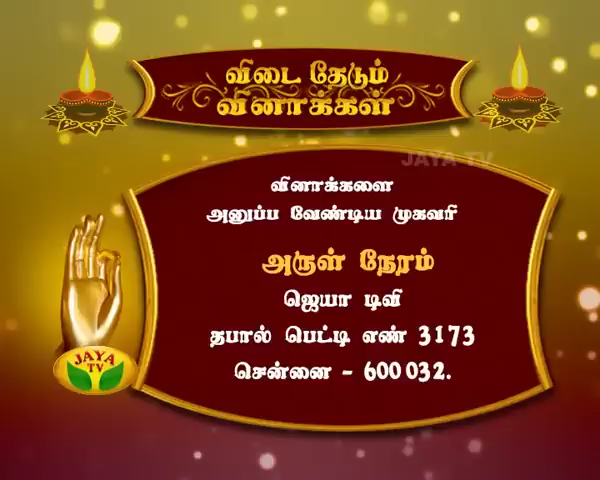 விடை தேடும்
வினாக்கள்
JAYA TV
வினாக்களை
அனுப்ப வேண்டிய முகவரி
அருள் நேரம்
ஜெயா டிவி
தபால் பெட்டி எண் 3173
சென்னை - 600 032.
JAYA
TV